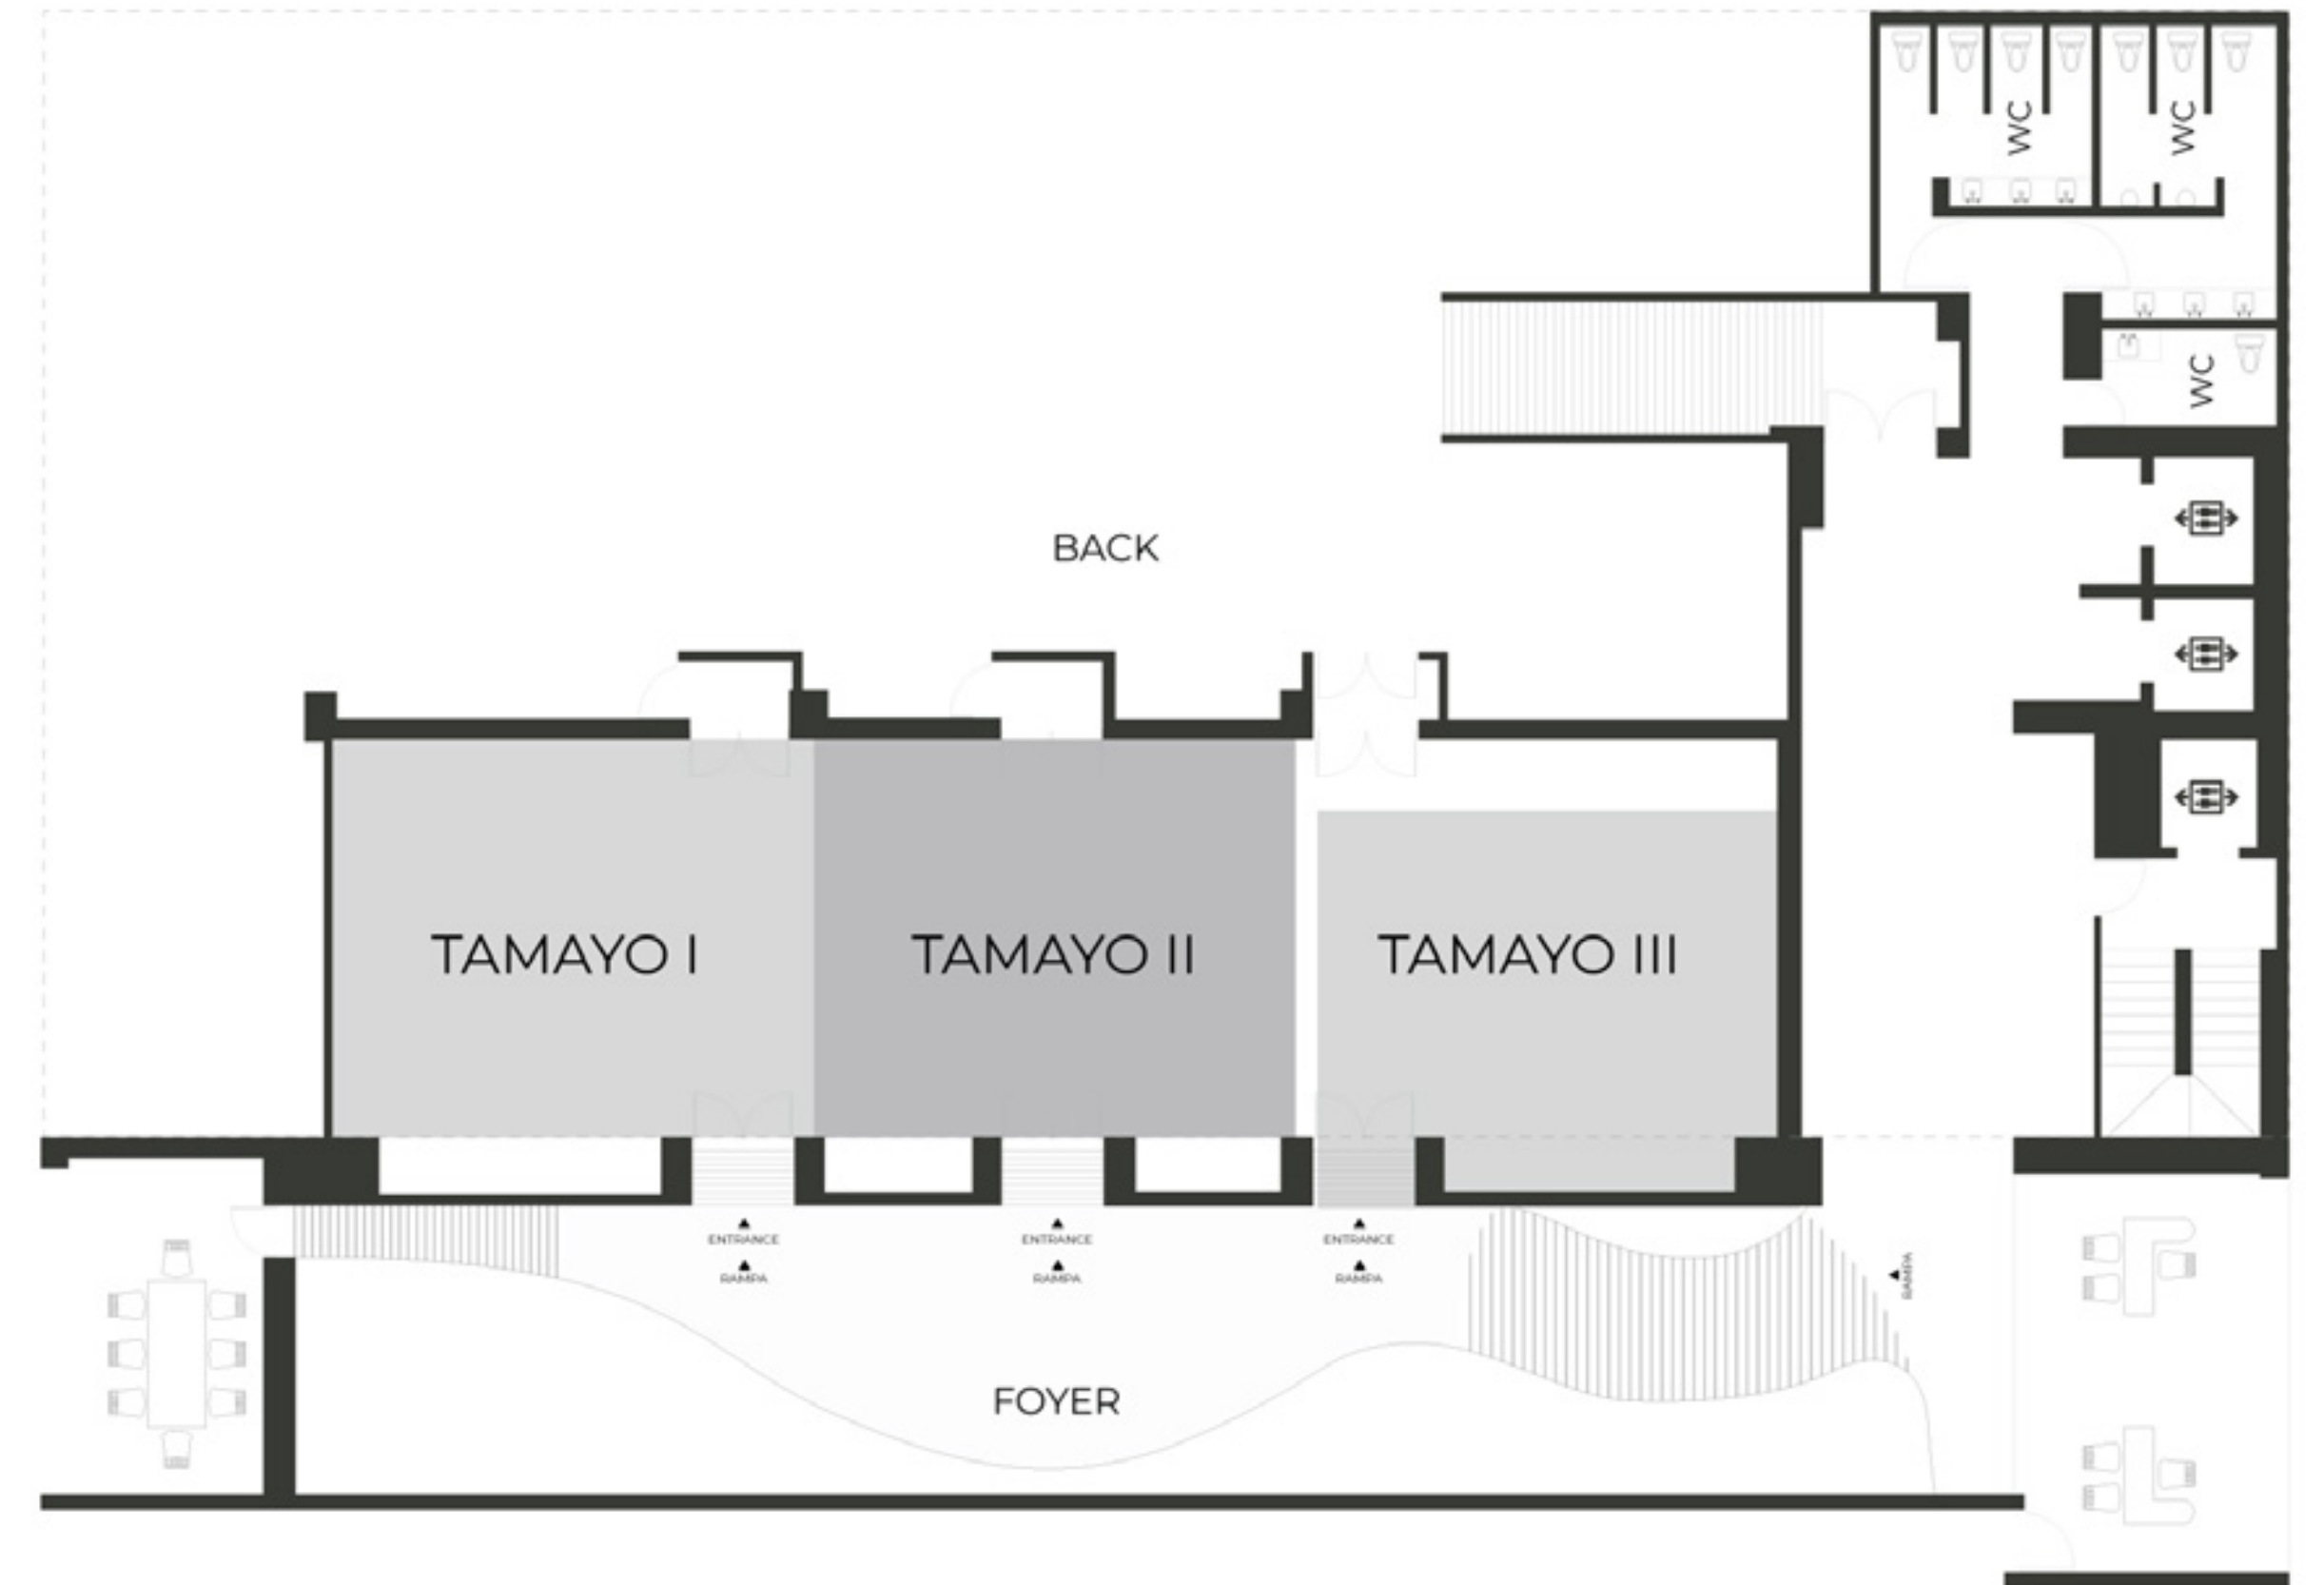 WC
WC
WC
BACK
TAMAYO I
TAMAYO II
TAMAYO III
ENTRANCE
ENTRANCE
ENTRANCE
RAMPA
RAMPA
RAMPA
RAMPA
FOYER